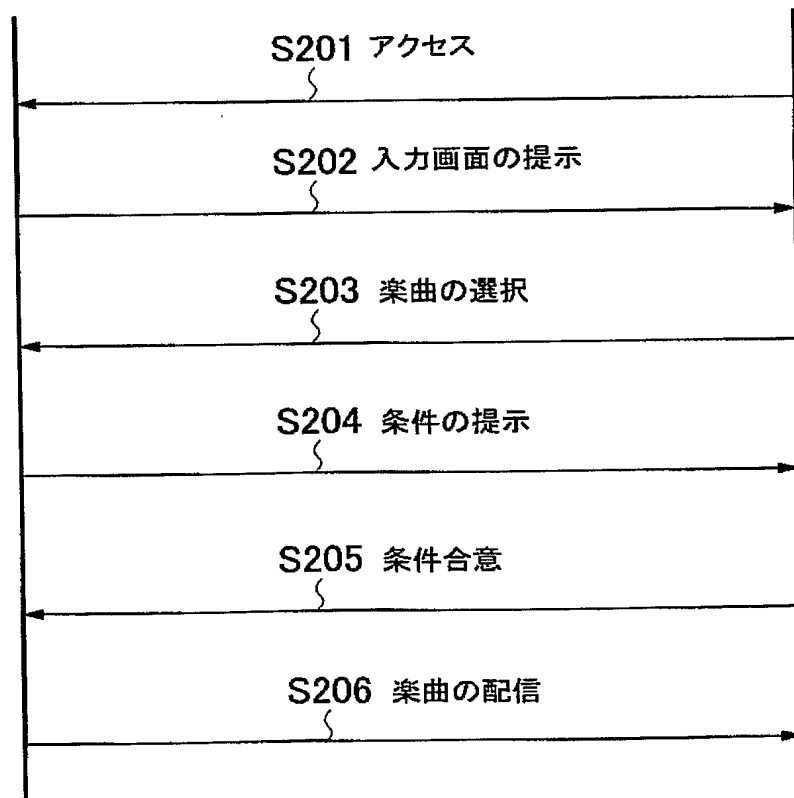 S201 アクセス
S202 入力画面の提示
S203 楽曲の選択
S204 条件の提示
S205 条件合意
S206 楽曲の配信